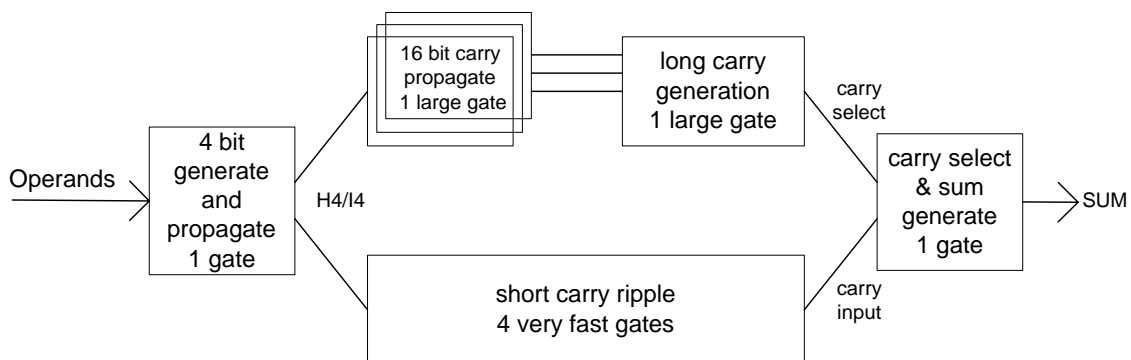 Operands
4 bit
generate
and
propagate
1 gate
H4/I4
16 bit carry
propagate
1 large gate
long carry
generation
1 large gate
carry
select
short carry ripple
4 very fast gates
carry
input
carry select
& sum
generate
1 gate
SUM